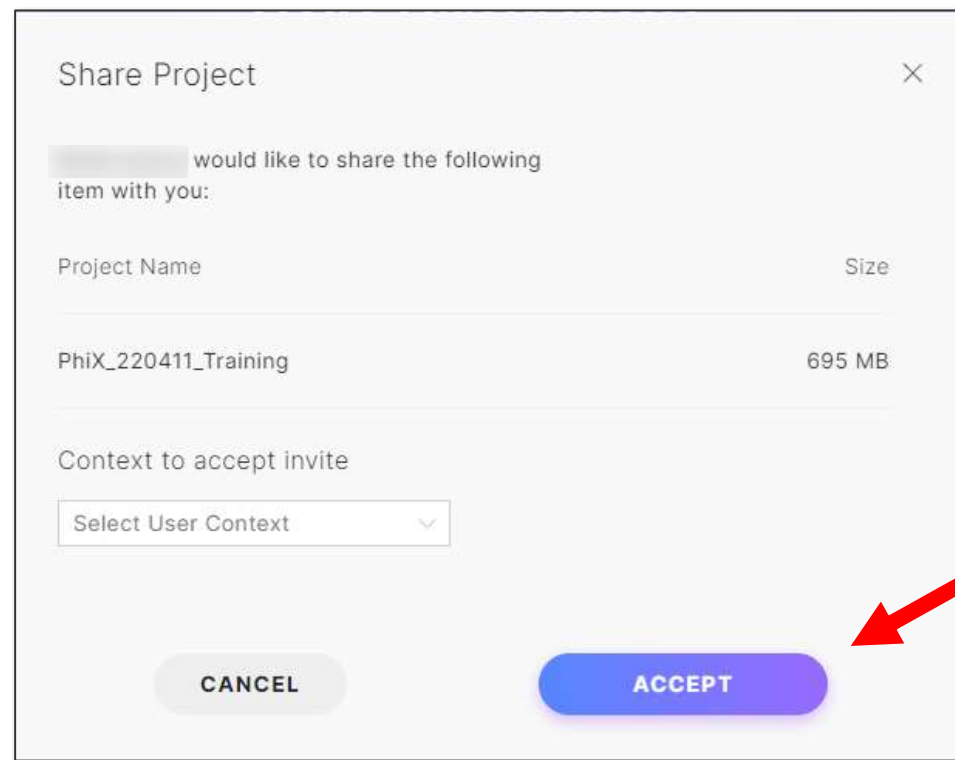 Share Project
would like to share the following
item with you:
Project Name Size
PhiX_220411_Training 695 MB
Context to accept invite
Select User Context
CANCEL ACCEPT